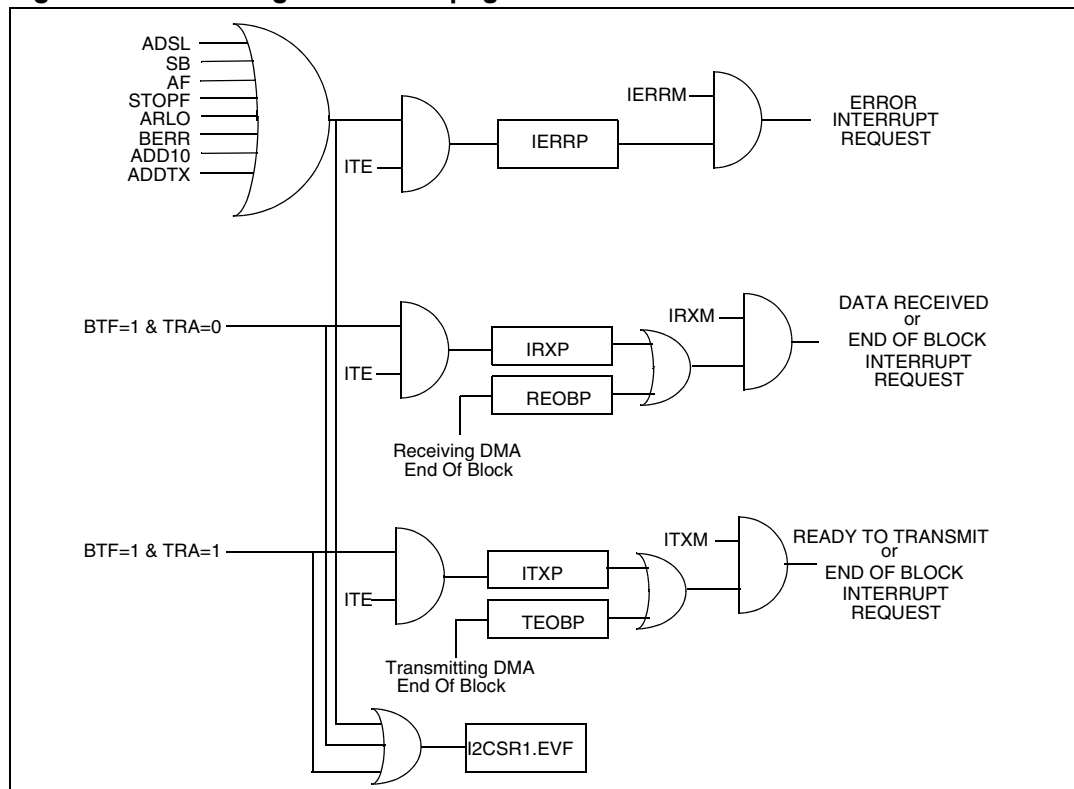 ADSL
SB
AF
STOPF
ARLO
BERR
ADD10
ADDTX
ITE
IERRP
IERRM
ERROR
INTERRUPT
REQUEST
BTF=1 & TRA=0
ITE
IRXP
REOBP
Receiving DMA
End Of Block
IRXM
DATA RECEIVED
or
END OF BLOCK
INTERRUPT
REQUEST
BTF=1 & TRA=1
ITE
ITXP
TEOBP
Transmitting DMA
End Of Block
ITXM
READY TO TRANSMIT
or
END OF BLOCK
INTERRUPT
REQUEST
I2CSR1.EVF